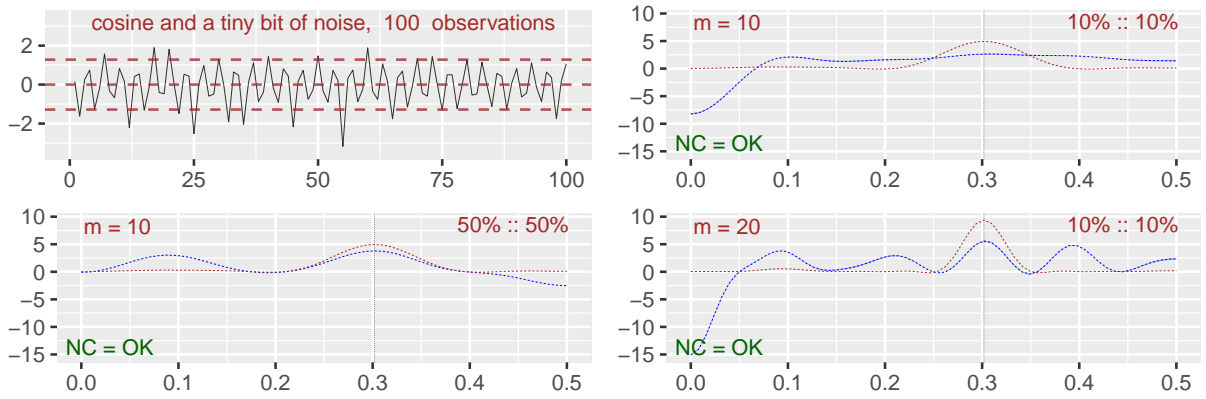 cosine and a tiny bit of noise, 100 observations
2
0
−2
0 25 50 75 100
m = 10 10% :: 10%
10
5
0
−5
−10
−15
NC = OK
0.0 0.1 0.2 0.3 0.4 0.5
m = 10 50% :: 50%
10
5
0
−5
−10
−15
NC = OK
0.0 0.1 0.2 0.3 0.4 0.5
m = 20 10% :: 10%
10
5
0
−5
−10
−15
NC = OK
0.0 0.1 0.2 0.3 0.4 0.5